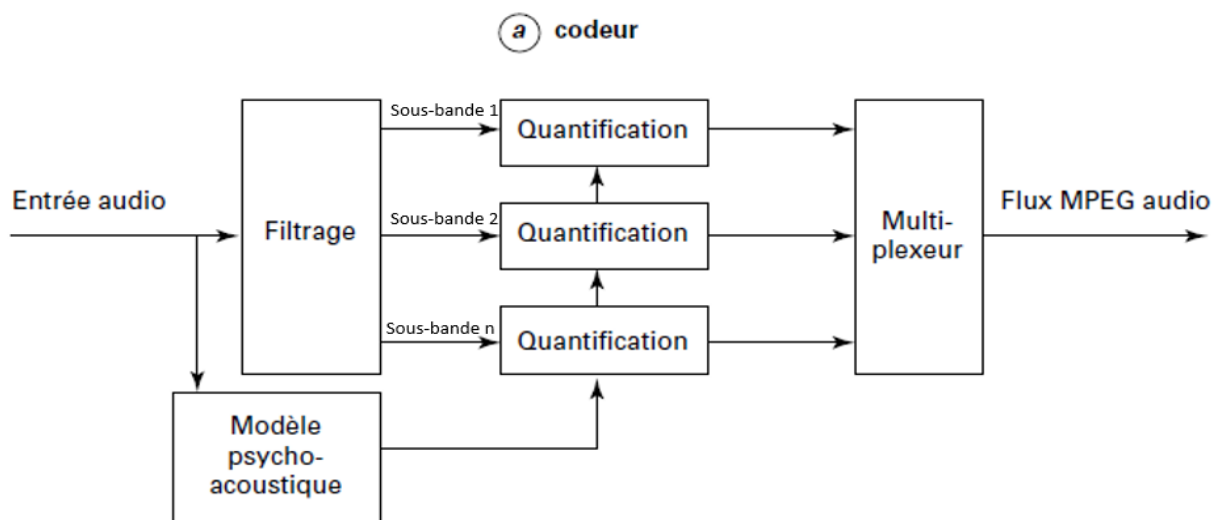 a codeur
Sous-bande 1
Quantification
Entrée audio
Filtrage
Sous-bande 2
Quantification
Multi-
plexeur
Flux MPEG audio
Sous-bande n
Quantification
Modèle
psycho-
acoustique